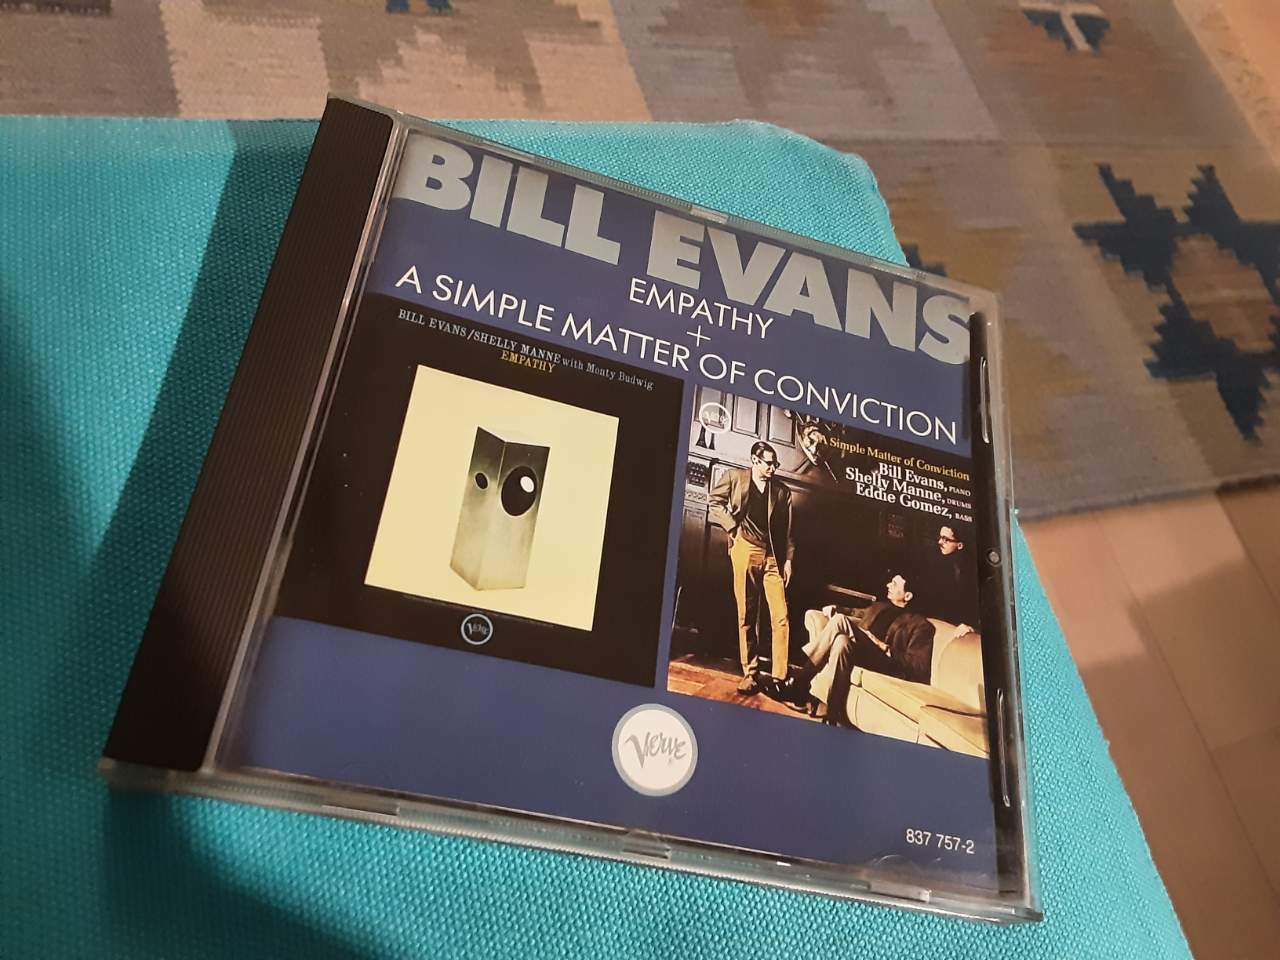 BILL EVANS
EMPATHY
+
A SIMPLE MATTER OF CONVICTION
BILL EVANS/SHELLY MANNE with Monty Budwig
EMPATHY
VERVE
VERVE
A Simple Matter of Conviction
Bill Evans, PIANO
Shelly Manne, DRUMS
Eddie Gomez, BASS
Verve
®
837 757-2